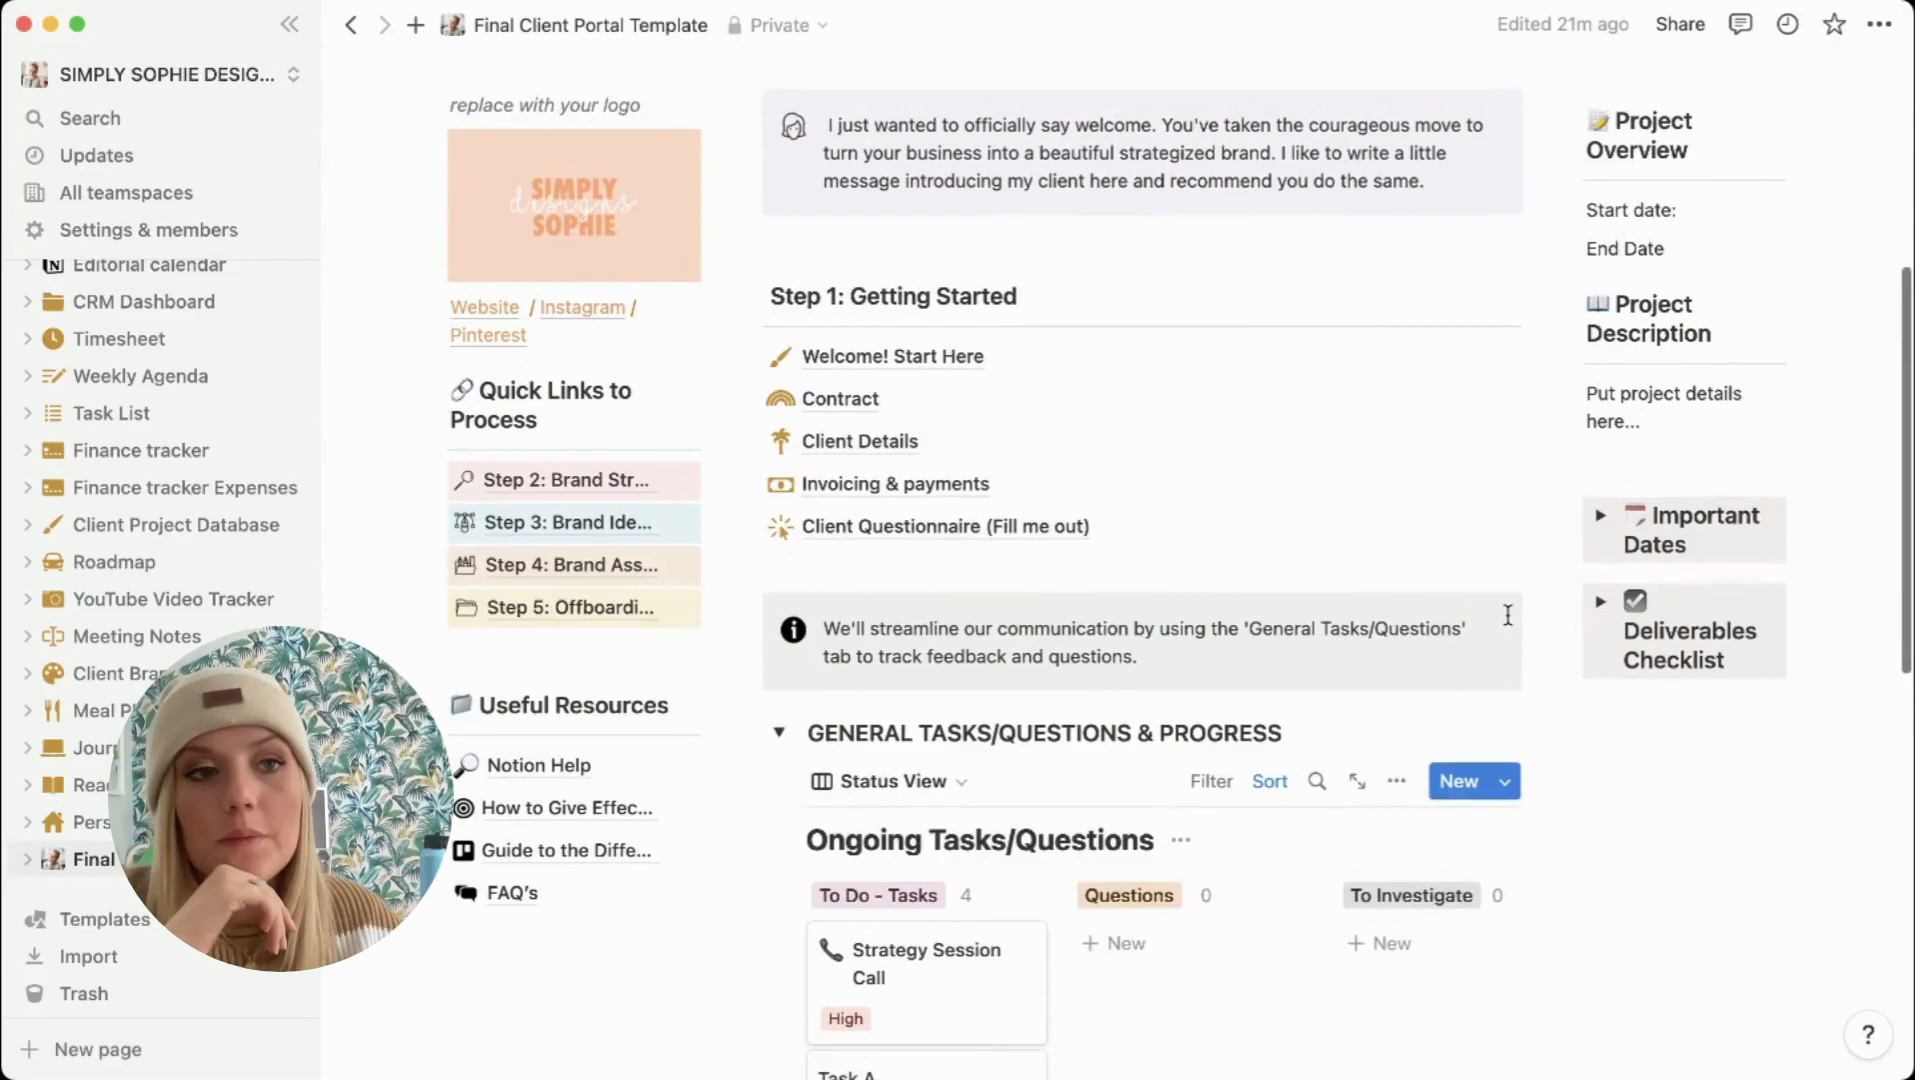 Final Client Portal Template
Private
Edited 21m ago
Share
SIMPLY SOPHIE DESIG...
Search
Updates
All teamspaces
Settings & members
Editorial calendar
CRM Dashboard
Timesheet
Weekly Agenda
Task List
Finance tracker
Finance tracker Expenses
Client Project Database
Roadmap
YouTube Video Tracker
Meeting Notes
Client
Meal
Final
Templates
Import
Trash
New page
replace with your logo
SIMPLY
designs
SOPHIE
Website / Instagram /
Pinterest
Quick Links to
Process
Step 2: Brand Str...
Step 3: Brand Ide...
Step 4: Brand Ass...
Step 5: Offboardi...
Useful Resources
Notion Help
How to Give Effec...
Guide to the Diffe...
FAQ's
I just wanted to officially say welcome. You've taken the courageous move to
turn your business into a beautiful strategized brand. I like to write a little
message introducing my client here and recommend you do the same.
Step 1: Getting Started
Welcome! Start Here
Contract
Client Details
Invoicing & payments
Client Questionnaire (Fill me out)
We'll streamline our communication by using the 'General Tasks/Questions'
tab to track feedback and questions.
GENERAL TASKS/QUESTIONS & PROGRESS
Status View
Filter
Sort
New
Ongoing Tasks/Questions
To Do - Tasks 4
Questions 0
To Investigate 0
Strategy Session
Call
High
+ New
+ New
Task A
Project
Overview
Start date:
End Date
Project
Description
Put project details
here...
Important
Dates
Deliverables
Checklist
?